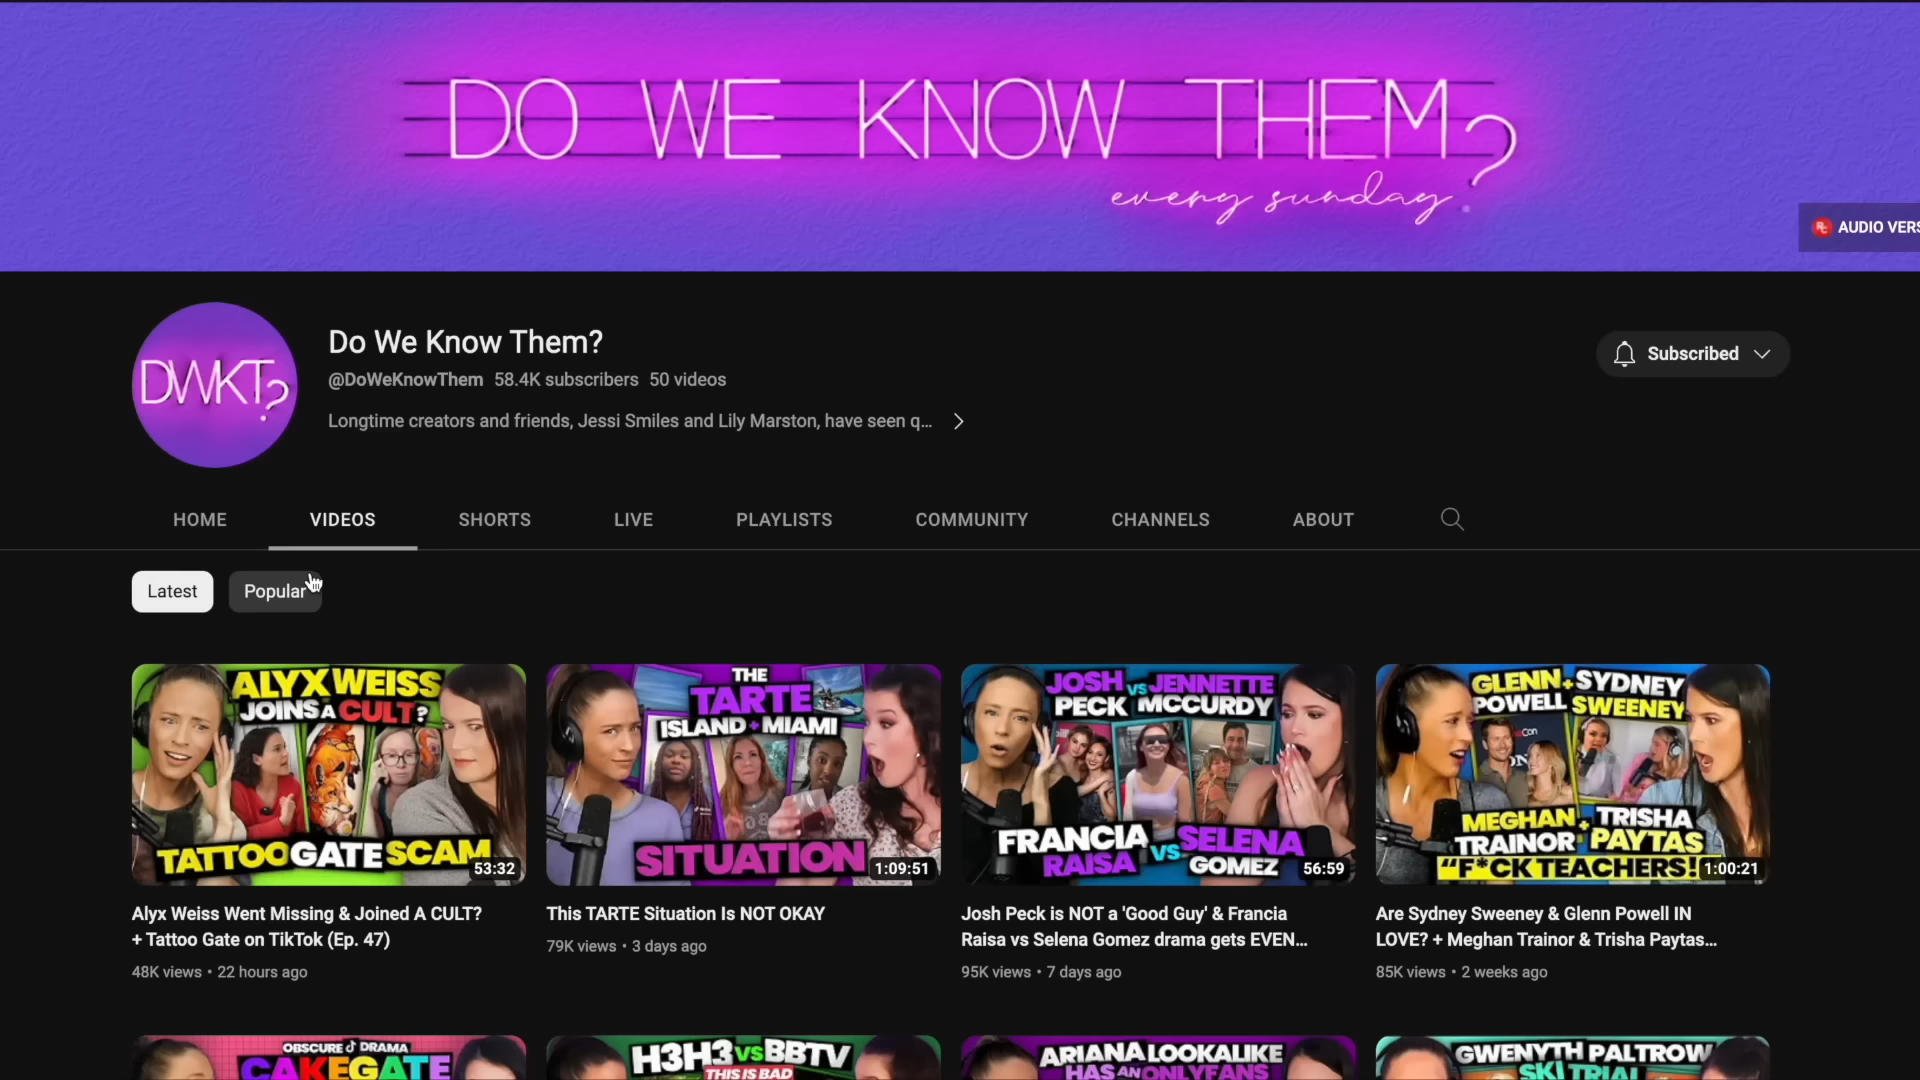 DO WE KNOW THEM?
every sunday.
AUDIO VERS
DWKT?
Do We Know Them?
@DoWeKnowThem 58.4K subscribers 50 videos
Longtime creators and friends, Jessi Smiles and Lily Marston, have seen q...
Subscribed
HOME VIDEOS SHORTS LIVE PLAYLISTS COMMUNITY CHANNELS ABOUT
Latest Popular
ALYX WEISS
JOINS A CULT?
TATTOO GATE SCAM
53:32
THE
TARTE
ISLAND + MIAMI
SITUATION
1:09:51
JOSH VS JENNETTE
PECK MCCURDY
FRANCIA VS SELENA
RAISA GOMEZ
56:59
GLENN + SYDNEY
POWELL SWEENEY
MEGHAN + TRISHA
TRAINOR PAYTAS
"F*CK TEACHERS!
1:00:21
Alyx Weiss Went Missing & Joined A CULT?
+ Tattoo Gate on TikTok (Ep. 47)
48K views • 22 hours ago
This TARTE Situation Is NOT OKAY
79K views • 3 days ago
Josh Peck is NOT a 'Good Guy' & Francia
Raisa vs Selena Gomez drama gets EVEN...
95K views • 7 days ago
Are Sydney Sweeney & Glenn Powell IN
LOVE? + Meghan Trainor & Trisha Paytas...
85K views • 2 weeks ago
OBSCURE DRAMA
CAKEGATE
H3H3 VS BBTV
THIS IS BAD
ARIANA LOOKALIKE
HAS AN ONLYFANS
GWENYTH PALTROW
SKI TRIAL